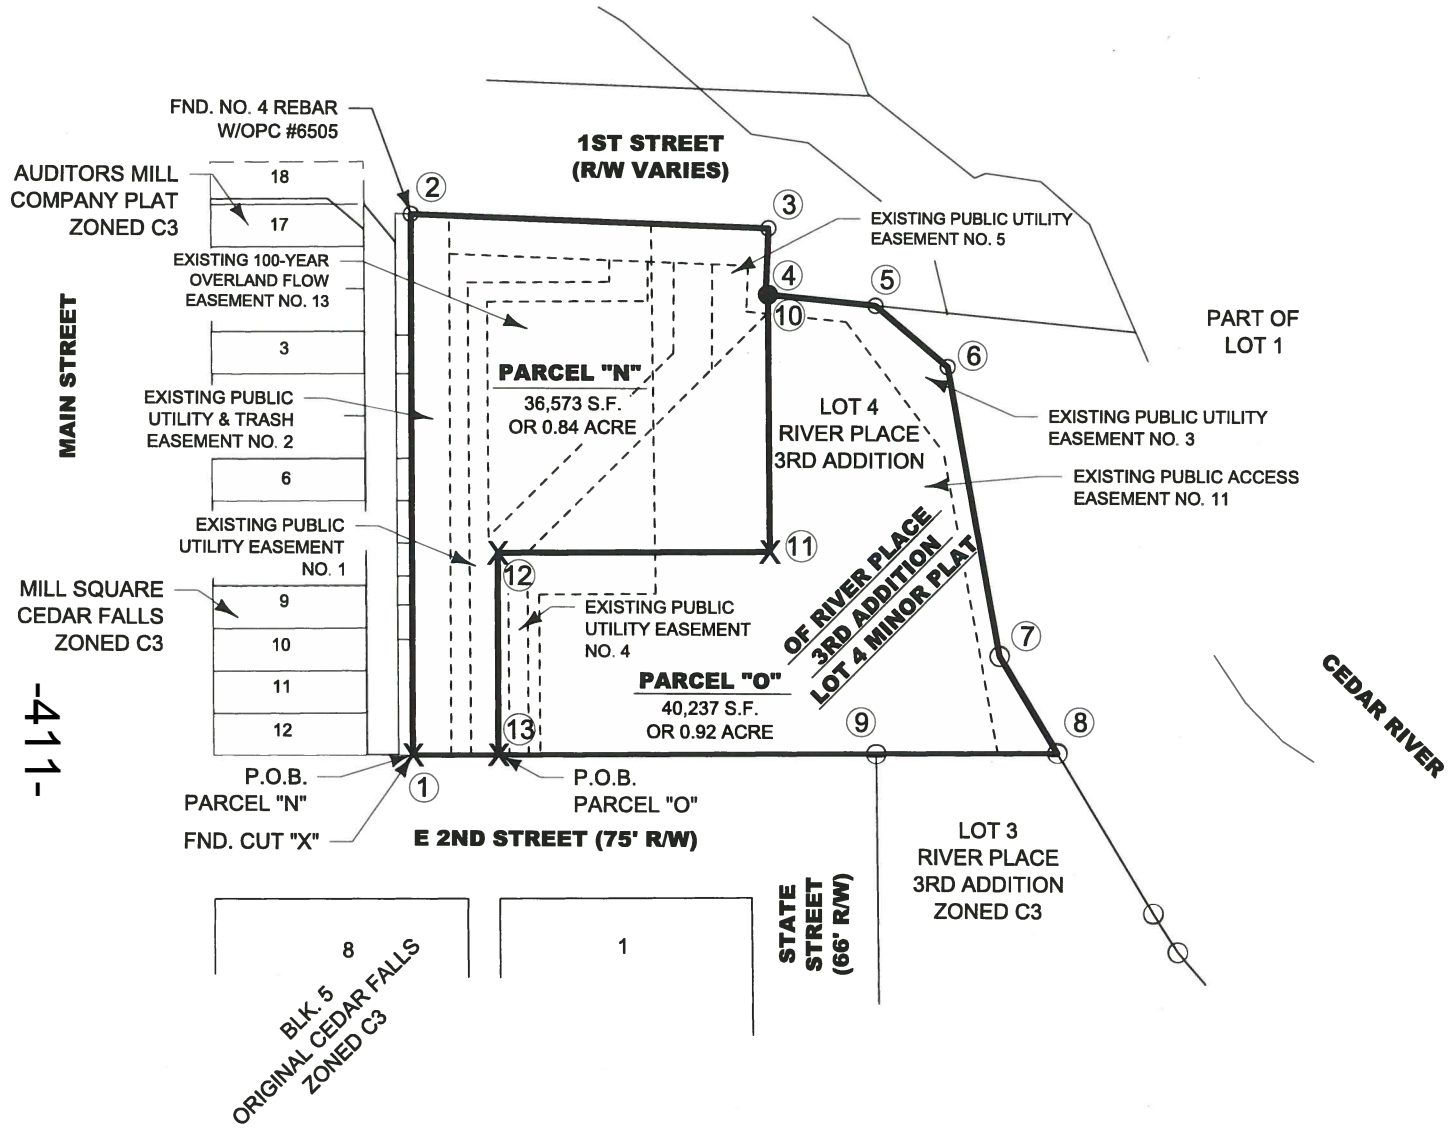 FND. NO. 4 REBAR
W/OPC #6505
1ST STREET
(R/W VARIES)
AUDITORS MILL
COMPANY PLAT
ZONED C3
18
17
2
3
EXISTING PUBLIC UTILITY
EASEMENT NO. 5
EXISTING 100-YEAR
OVERLAND FLOW
EASEMENT NO. 13
4
10
5
6
PART OF
LOT 1
MAIN STREET
3
PARCEL "N"
36,573 S.F.
OR 0.84 ACRE
EXISTING PUBLIC
UTILITY & TRASH
EASEMENT NO. 2
LOT 4
RIVER PLACE
3RD ADDITION
EXISTING PUBLIC UTILITY
EASEMENT NO. 3
6
EXISTING PUBLIC ACCESS
EASEMENT NO. 11
EXISTING PUBLIC
UTILITY EASEMENT
NO. 1
11
12
OF RIVER PLACE
3RD ADDITION
LOT 4 MINOR PLAT
MILL SQUARE
CEDAR FALLS
ZONED C3
9
10
11
12
EXISTING PUBLIC
UTILITY EASEMENT
NO. 4
7
PARCEL "O"
40,237 S.F.
OR 0.92 ACRE
CEDAR RIVER
-411-
13
9
8
P.O.B.
PARCEL "N"
1
P.O.B.
PARCEL "O"
FND. CUT "X"
E 2ND STREET (75' R/W)
LOT 3
RIVER PLACE
3RD ADDITION
ZONED C3
STATE
STREET
(66' R/W)
8
1
BLK. 5
ORIGINAL CEDAR FALLS
ZONED C3